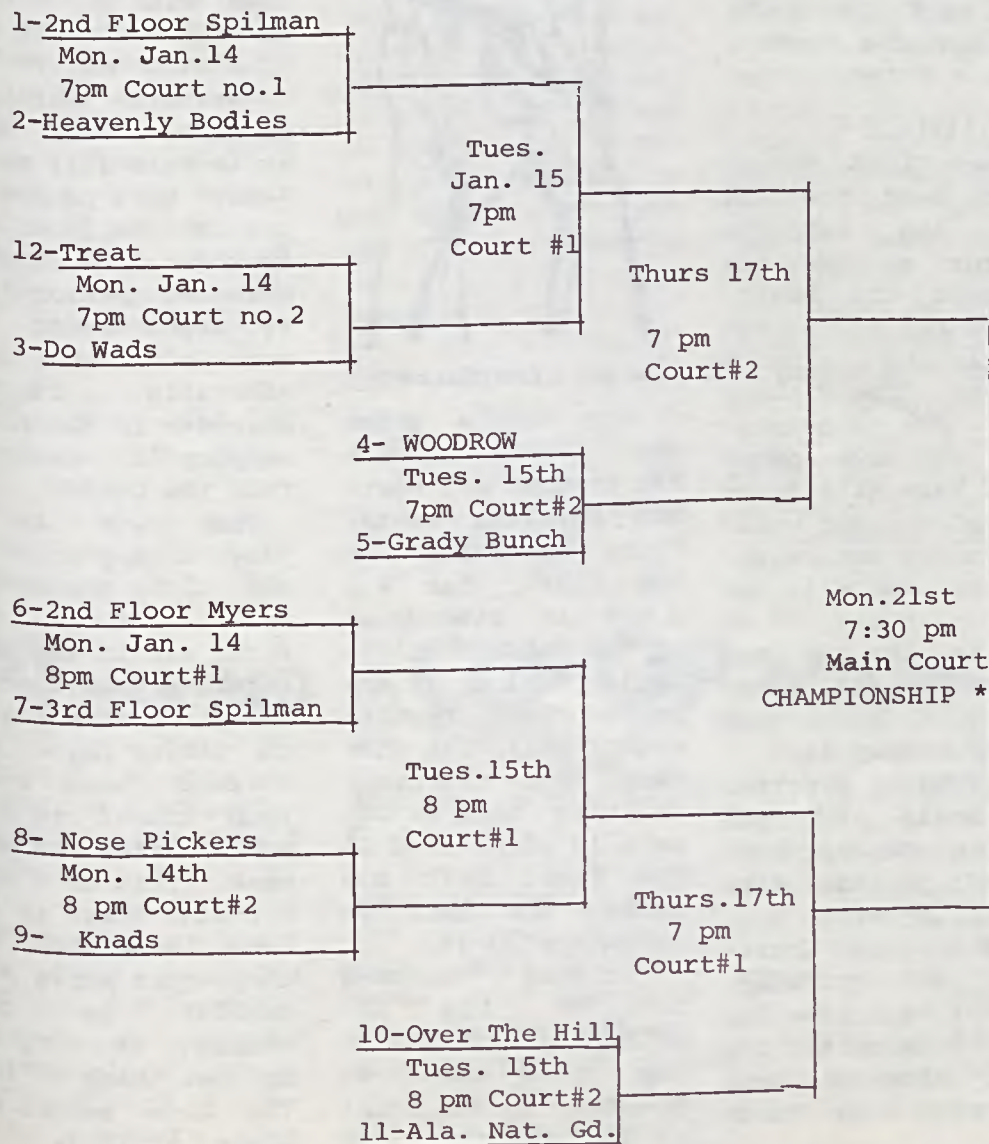 1-2nd Floor Spilman
Mon. Jan.14
7pm Court no.1
2-Heavenly Bodies
Tues.
Jan. 15
7pm
Court #1
12-Treat
Mon. Jan. 14
7pm Court no.2
3-Do Wads
Thurs 17th
7 pm
Court#2
4- WOODROW
Tues. 15th
7pm Court#2
5-Grady Bunch
Mon.21st
7:30 pm
Main Court
CHAMPIONSHIP *
6-2nd Floor Myers
Mon. Jan. 14
8pm Court#1
7-3rd Floor Spilman
Tues.15th
8 pm
Court#1
8- Nose Pickers
Mon. 14th
8 pm Court#2
9- Knads
Thurs.17th
7 pm
Court#1
10-Over The Hill
Tues. 15th
8 pm Court#2
11-Ala. Nat. Gd.